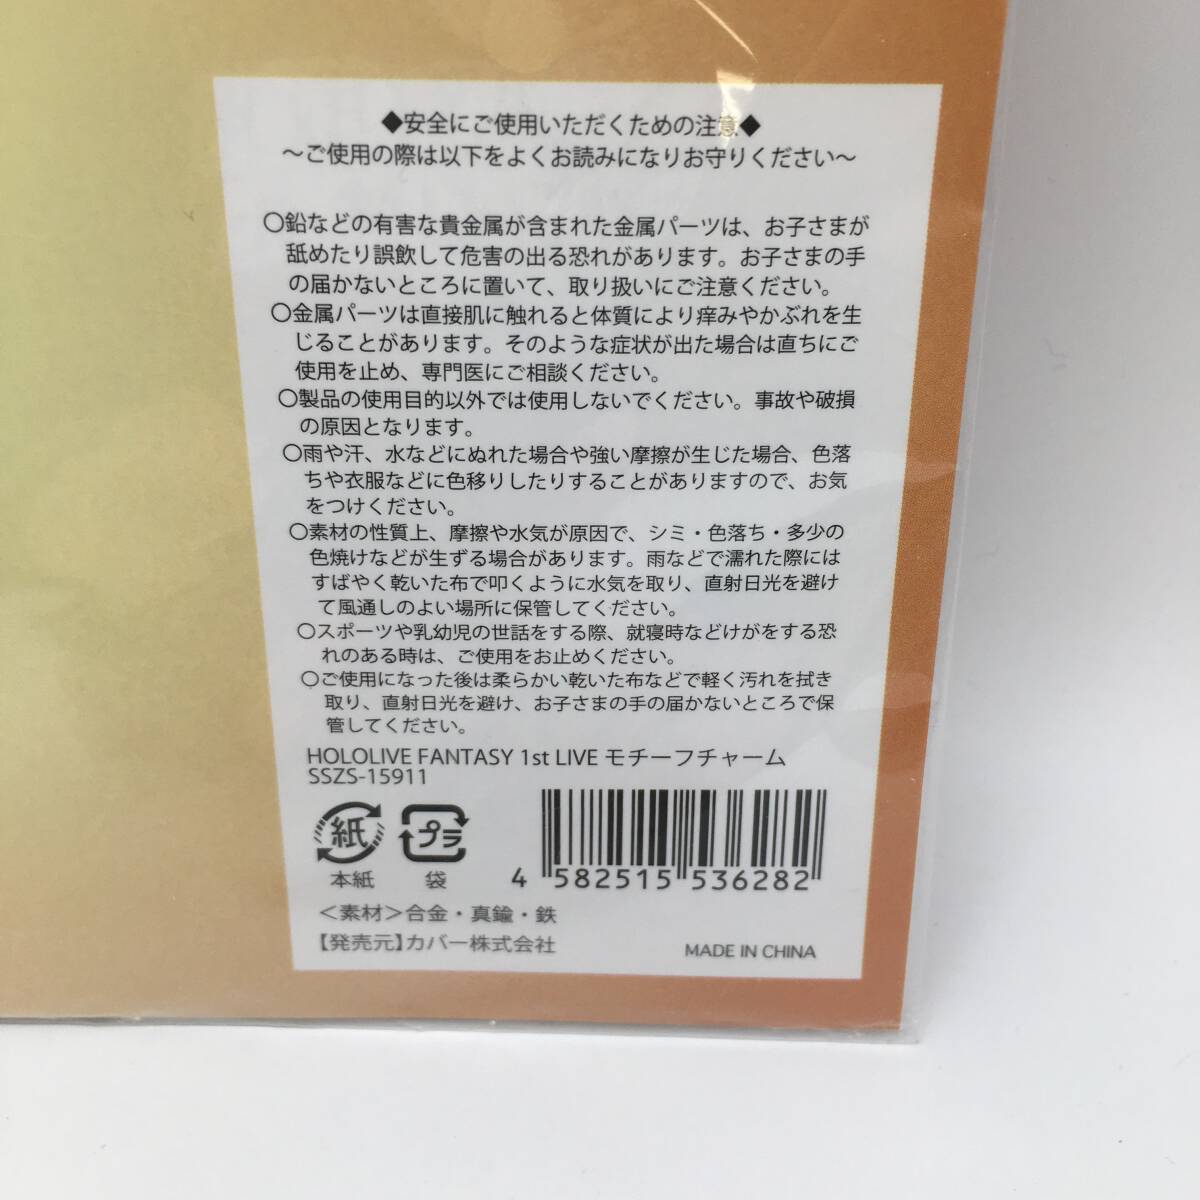 ◆安全にご使用いただくための注意◆
～ご使用の際は以下をよくお読みになりお守りください～
○鉛などの有害な貴金属が含まれた金属パーツは、お子さまが
舐めたり誤飲して危害の出る恐れがあります。お子さまの手
の届かないところに置いて、取り扱いにご注意ください。
○金属パーツは直接肌に触れると体質により痒みやかぶれを生
じることがあります。そのような症状が出た場合は直ちにご
使用を止め、専門医にご相談ください。
○製品の使用目的以外では使用しないでください。事故や破損
の原因となります。
○雨や汗、水などにぬれた場合や強い摩擦が生じた場合、色落
ちや衣服などに色移りしたりすることがありますので、お気
をつけください。
○素材の性質上、摩擦や水気が原因で、シミ・色落ち・多少の
色焼けなどが生ずる場合があります。雨などで濡れた際には
すばやく乾いた布で叩くように水気を取り、直射日光を避け
て風通しのよい場所に保管してください。
○スポーツや乳幼児の世話をする際、就寝時などけがをする恐
れのある時は、ご使用をお止めください。
○ご使用になった後は柔らかい乾いた布などで軽く汚れを拭き
取り、直射日光を避け、お子さまの手の届かないところで保
管してください。
HOLOLIVE FANTASY 1st LIVE モチーフチャーム
SSZS-15911
紙 プラ
本紙 袋
4 582515 536282
＜素材＞合金・真鍮・鉄
【発売元】カバー株式会社
MADE IN CHINA